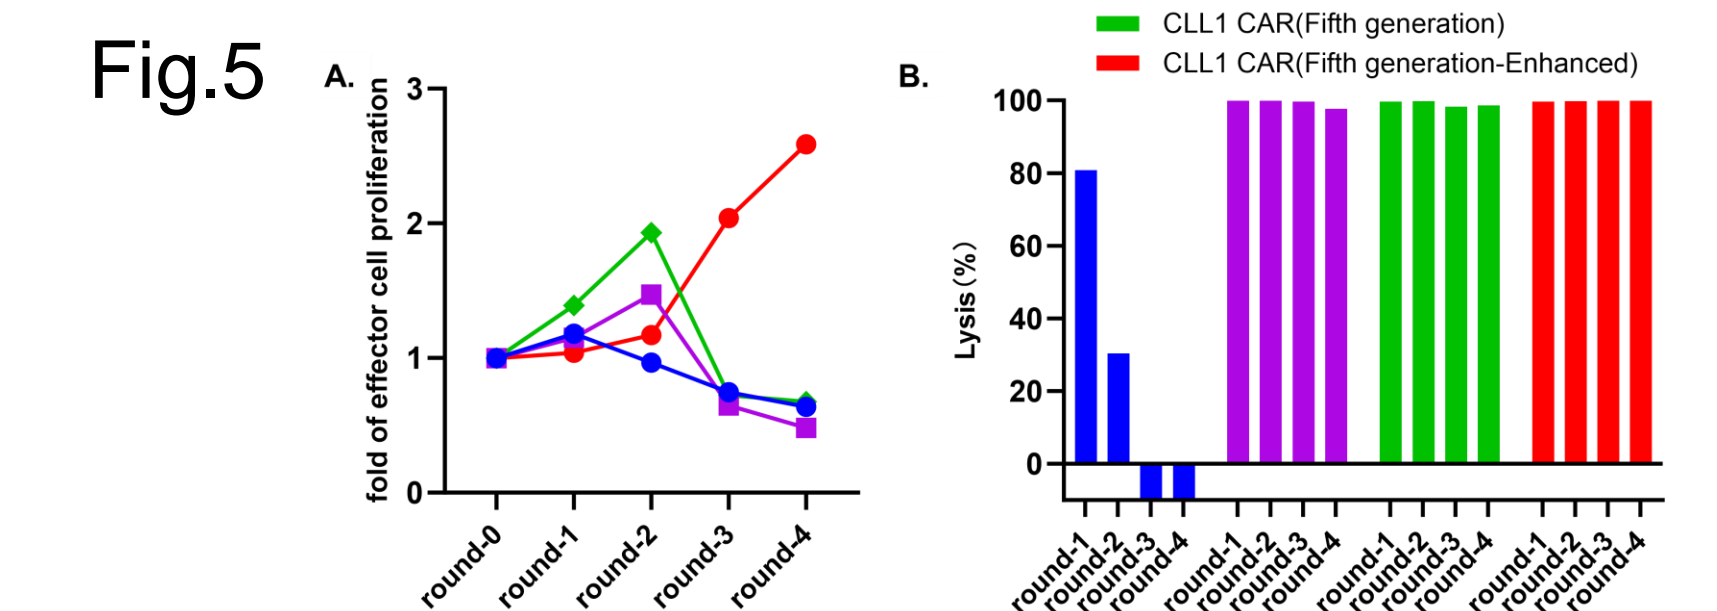 Fig.5
A.
fold of effector cell proliferation
3
2
1
0
round-0
round-1
round-2
round-3
round-4
B.
CLL1 CAR(Fifth generation)
CLL1 CAR(Fifth generation-Enhanced)
Lysis(%)
100
80
60
40
20
0
round-1
round-2
round-3
round-4
round-1
round-2
round-3
round-4
round-1
round-2
round-3
round-4
round-1
round-2
round-3
round-4